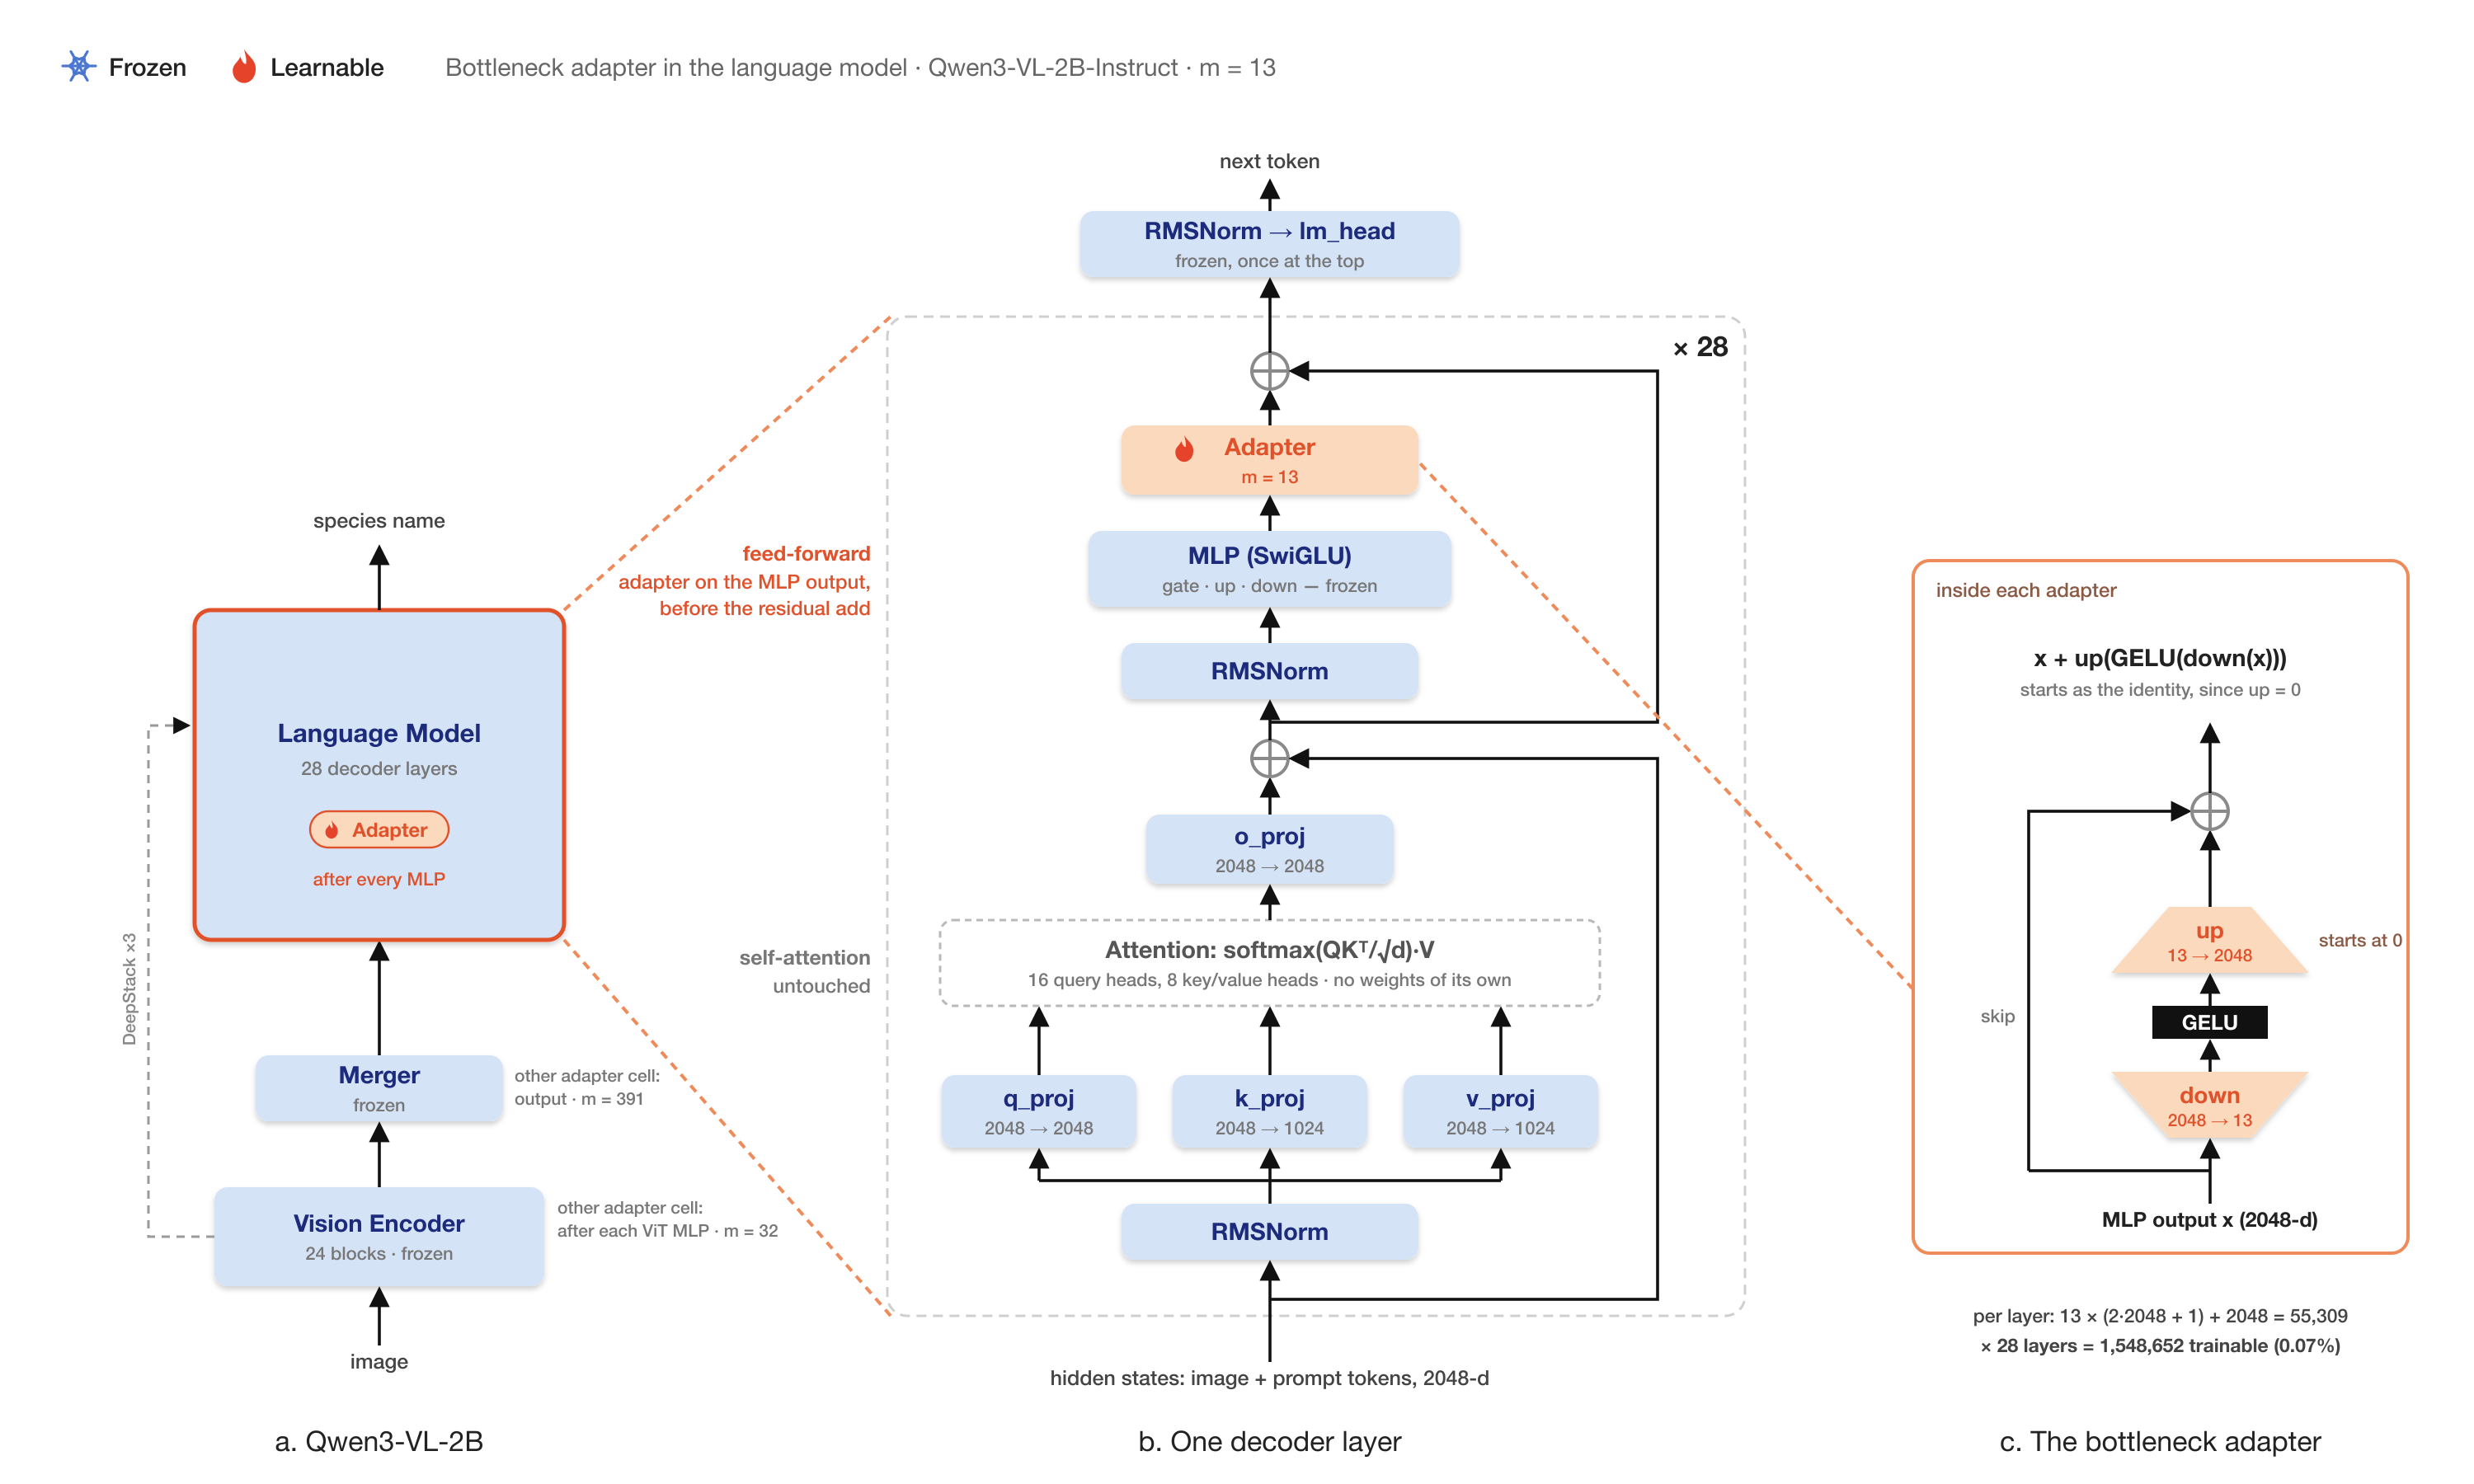 Frozen
Learnable
Bottleneck adapter in the language model · Qwen3-VL-2B-Instruct · m = 13
species name
Language Model
28 decoder layers
Adapter
after every MLP
DeepStack ×3
Merger
frozen
other adapter cell:
output · m = 391
Vision Encoder
24 blocks · frozen
other adapter cell:
after each ViT MLP · m = 32
image
a. Qwen3-VL-2B
next token
RMSNorm → lm_head
frozen, once at the top
× 28
Adapter
m = 13
feed-forward
adapter on the MLP output,
before the residual add
MLP (SwiGLU)
gate · up · down — frozen
RMSNorm
o_proj
2048 → 2048
self-attention
untouched
Attention: softmax(QKᵀ/√d)·V
16 query heads, 8 key/value heads · no weights of its own
q_proj
2048 → 2048
k_proj
2048 → 1024
v_proj
2048 → 1024
RMSNorm
hidden states: image + prompt tokens, 2048-d
b. One decoder layer
inside each adapter
x + up(GELU(down(x)))
starts as the identity, since up = 0
up
13 → 2048
starts at 0
skip
GELU
down
2048 → 13
MLP output x (2048-d)
per layer: 13 × (2·2048 + 1) + 2048 = 55,309
× 28 layers = 1,548,652 trainable (0.07%)
c. The bottleneck adapter